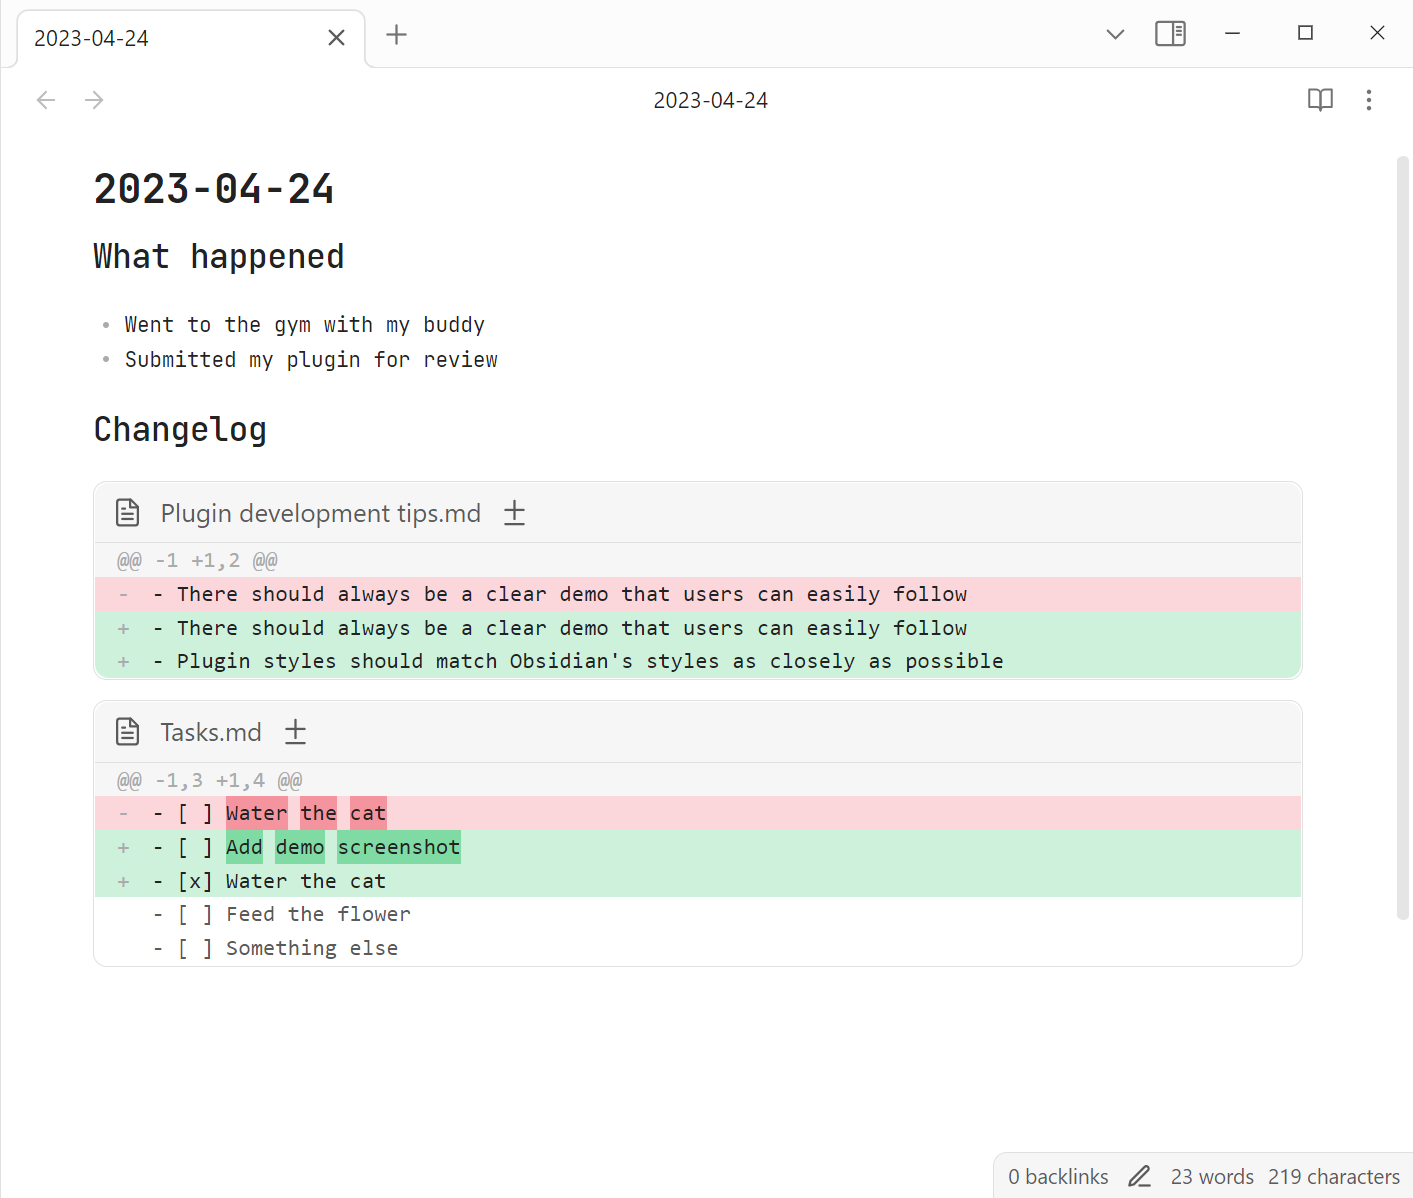 2023-04-24
2023-04-24
2023-04-24
What happened
Went to the gym with my buddy
Submitted my plugin for review
Changelog
Plugin development tips.md
@@ -1 +1,2 @@
- - There should always be a clear demo that users can easily follow
+ - There should always be a clear demo that users can easily follow
+ - Plugin styles should match Obsidian's styles as closely as possible
Tasks.md
@@ -1,3 +1,4 @@
- - [ ] Water the cat
+ - [ ] Add demo screenshot
+ - [x] Water the cat
- [ ] Feed the flower
- [ ] Something else
0 backlinks 23 words 219 characters